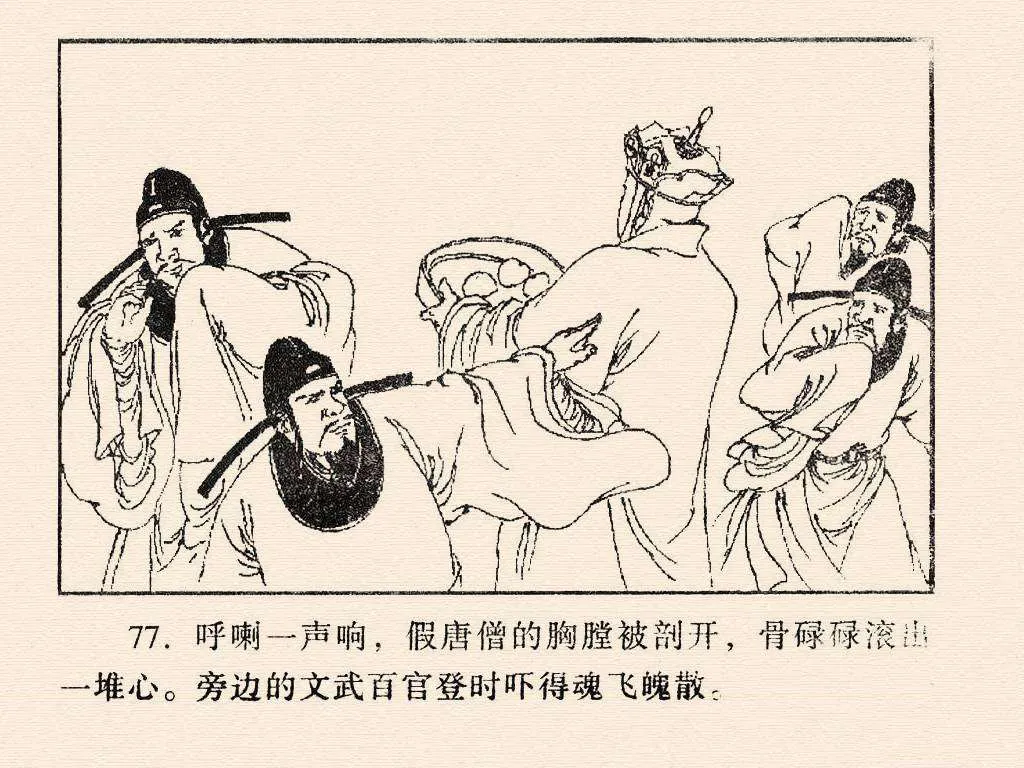 77. 呼喇一声响，假唐僧的胸膛被剖开，骨碌碌滚出
一堆心。旁边的文武百官登时吓得魂飞魄散。